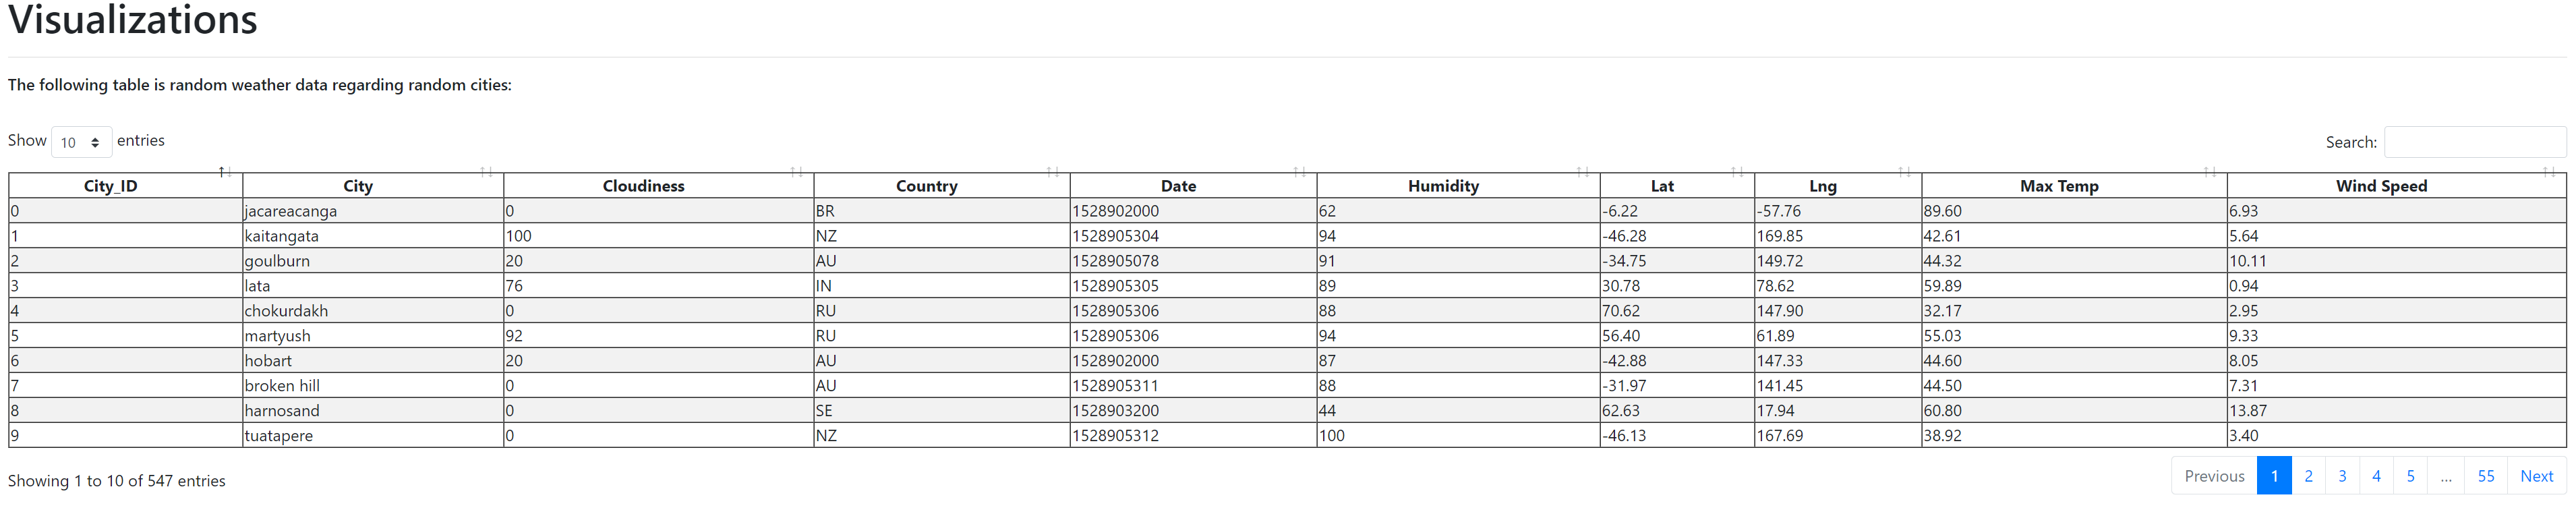 Visualizations
The following table is random weather data regarding random cities:
Show 10 entries Search:
City_ID City Cloudiness Country Date Humidity Lat Lng Max Temp Wind Speed
0 jacareacanga 0 BR 1528902000 62 -6.22 -57.76 89.60 6.93
1 kaitangata 100 NZ 1528905304 94 -46.28 169.85 42.61 5.64
2 goulburn 20 AU 1528905078 91 -34.75 149.72 44.32 10.11
3 lata 76 IN 1528905305 89 30.78 78.62 59.89 0.94
4 chokurdakh 0 RU 1528905306 88 70.62 147.90 32.17 2.95
5 martyush 92 RU 1528905306 94 56.40 61.89 55.03 9.33
6 hobart 20 AU 1528902000 87 -42.88 147.33 44.60 8.05
7 broken hill 0 AU 1528905311 88 -31.97 141.45 44.50 7.31
8 harnosand 0 SE 1528903200 44 62.63 17.94 60.80 13.87
9 tuatapere 0 NZ 1528905312 100 -46.13 167.69 38.92 3.40
Showing 1 to 10 of 547 entries Previous 1 2 3 4 5 ... 55 Next